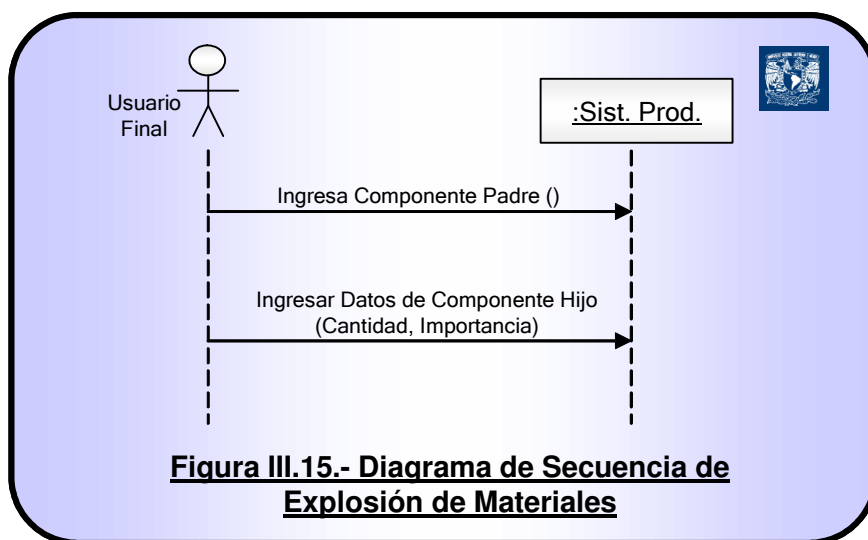 Usuario
Final
:Sist. Prod.
Ingresa Componente Padre ()
Ingresar Datos de Componente Hijo
(Cantidad, Importancia)
Figura III.15.- Diagrama de Secuencia de
Explosión de Materiales